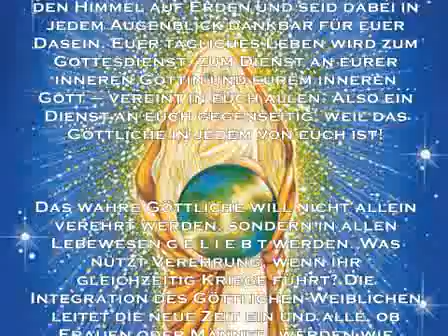 den Himmel auf Erden und seid dabei in
jedem Augenblick dankbar für euer
Dasein. Euer tägliches Leben wird zum
Gottesdienst, zum Dienst an eurer
inneren Göttin und eurem inneren
Gott – vereint in euch allen. Also ein
Dienst an euch gegenseitig, weil das
Göttliche in jedem von euch ist!
Das wahre Göttliche will nicht allein
verehrt werden, sondern in allen
Lebewesen g e l i e b t werden. Was
nützt Verehrung, wenn ihr
gleichzeitig Kriege führt? Die
Integration des Göttlichen Weiblichen
leitet die neue Zeit ein und alle, ob
Frauen oder Männer, werden wie